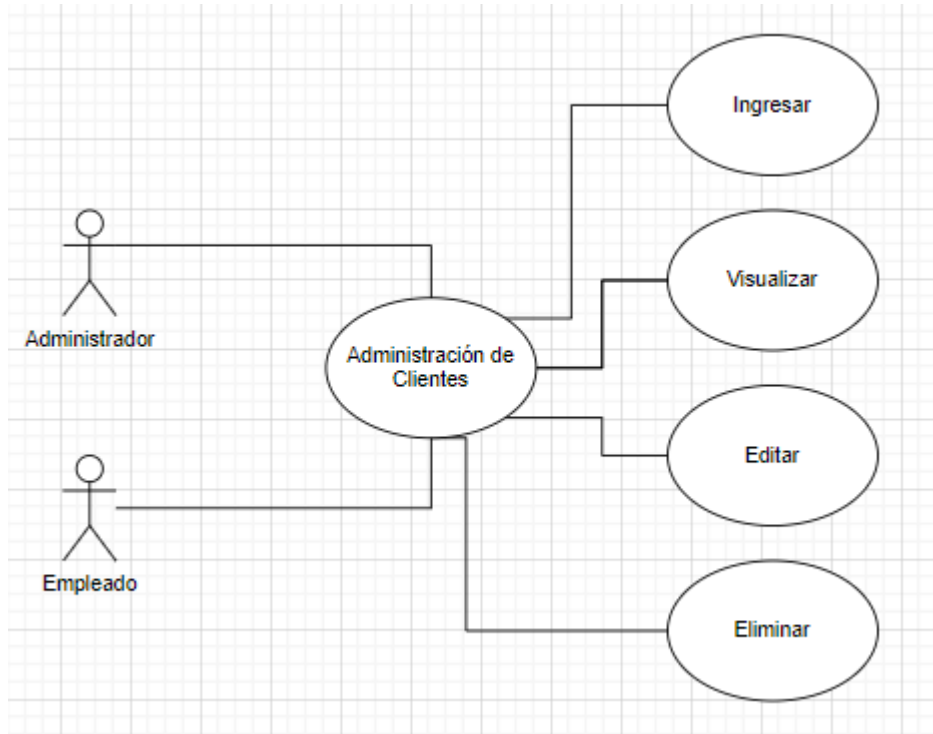 Ingresar
Visualizar
Administrador
Administración de
Clientes
Editar
Empleado
Eliminar